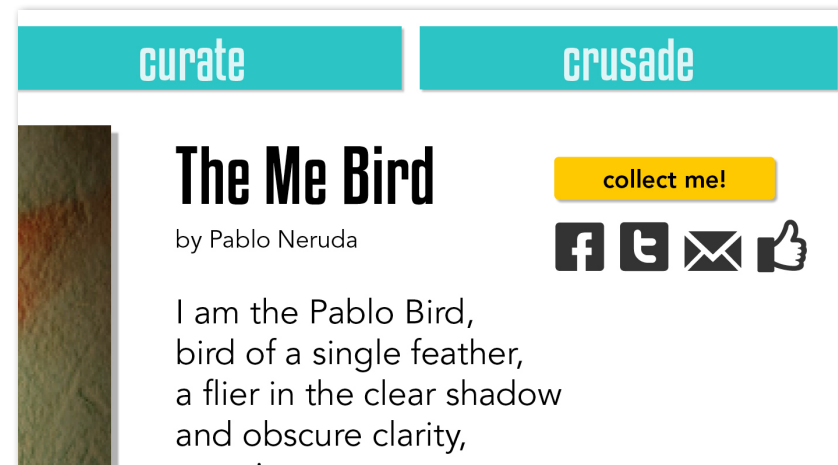 curate
crusade
The Me Bird
collect me!
by Pablo Neruda
I am the Pablo Bird,
bird of a single feather,
a flier in the clear shadow
and obscure clarity,